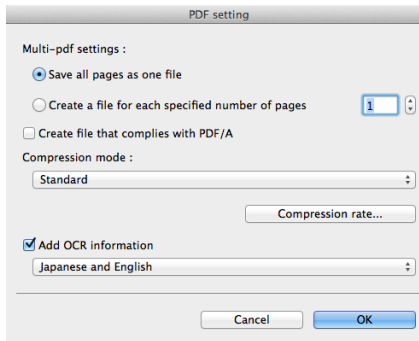 PDF setting
Multi-pdf settings :
Save all pages as one file
Create a file for each specified number of pages 1
Create file that complies with PDF/A
Compression mode :
Standard
Compression rate...
Add OCR information
Japanese and English
Cancel OK